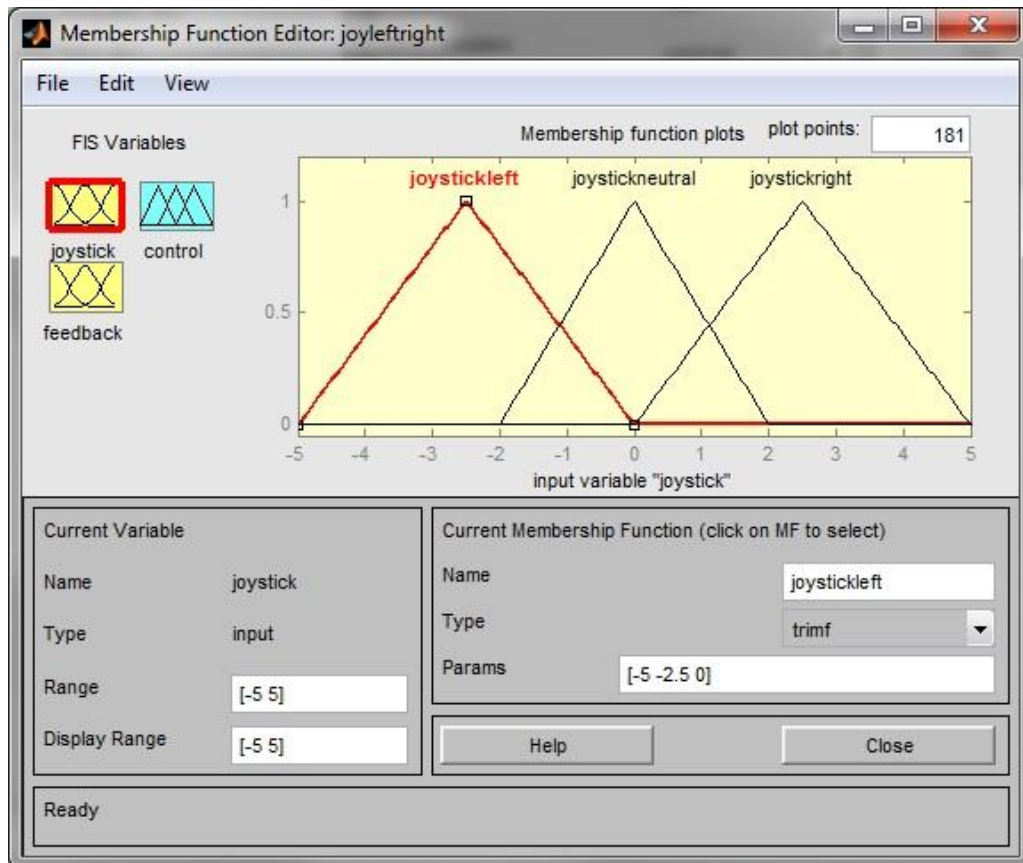 Membership Function Editor: joyleftright
File Edit View
FIS Variables
Membership function plots plot points: 181
joystick
control
feedback
joystickleft joystickneutral joystickright
1
0.5
0
-5 -4 -3 -2 -1 0 1 2 3 4 5
input variable "joystick"
Current Variable
Name joystick
Type input
Range [-5 5]
Display Range [-5 5]
Current Membership Function (click on MF to select)
Name joystickleft
Type trimf
Params [-5 -2.5 0]
Help Close
Ready